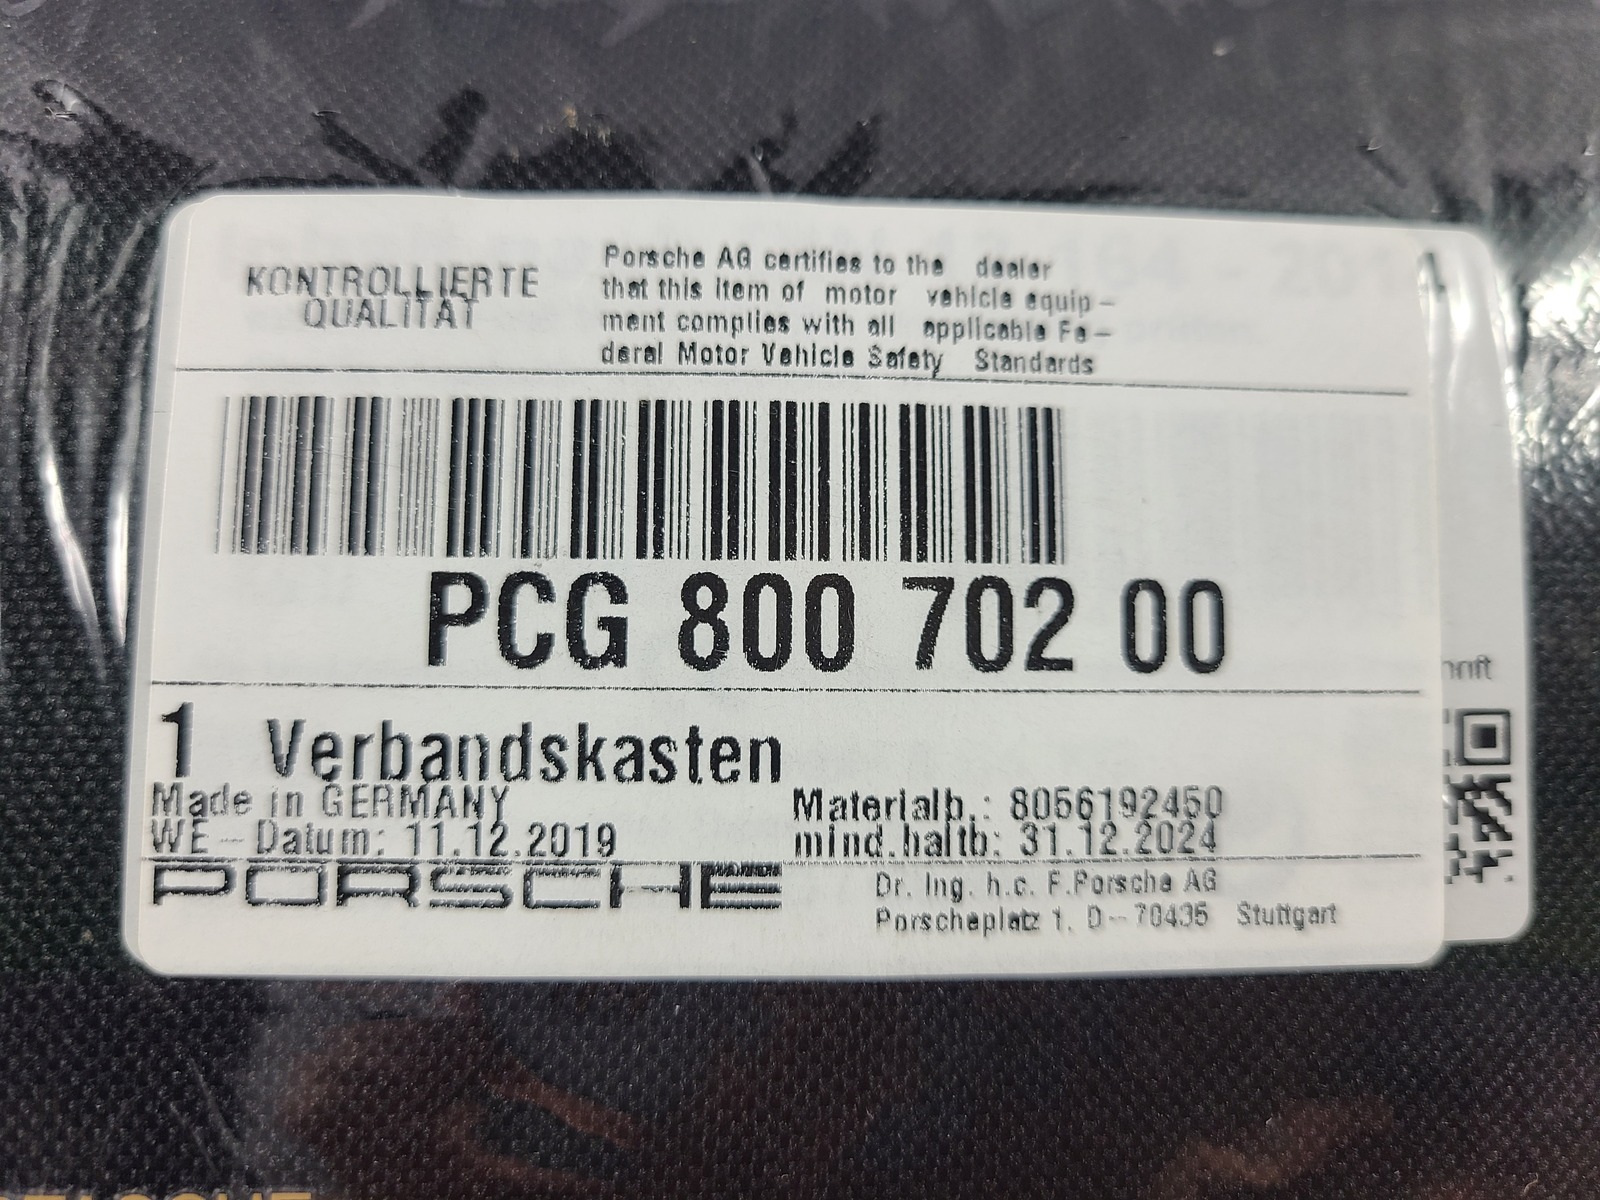 KONTROLLIERTE
QUALITÄT
Porsche AG certifies to the dealer
that this item of motor vehicle equip-
ment complies with all applicable Fe-
deral Motor Vehicle Safety Standards
PCG 800 702 00
1 Verbandskasten
Made in GERMANY
WE-Datum: 11.12.2019
Materialb.: 8056192450
mind.haltb: 31.12.2024
PORSCHE
Dr. Ing. h.c. F.Porsche AG
Porscheplatz 1. D-70435 Stuttgart